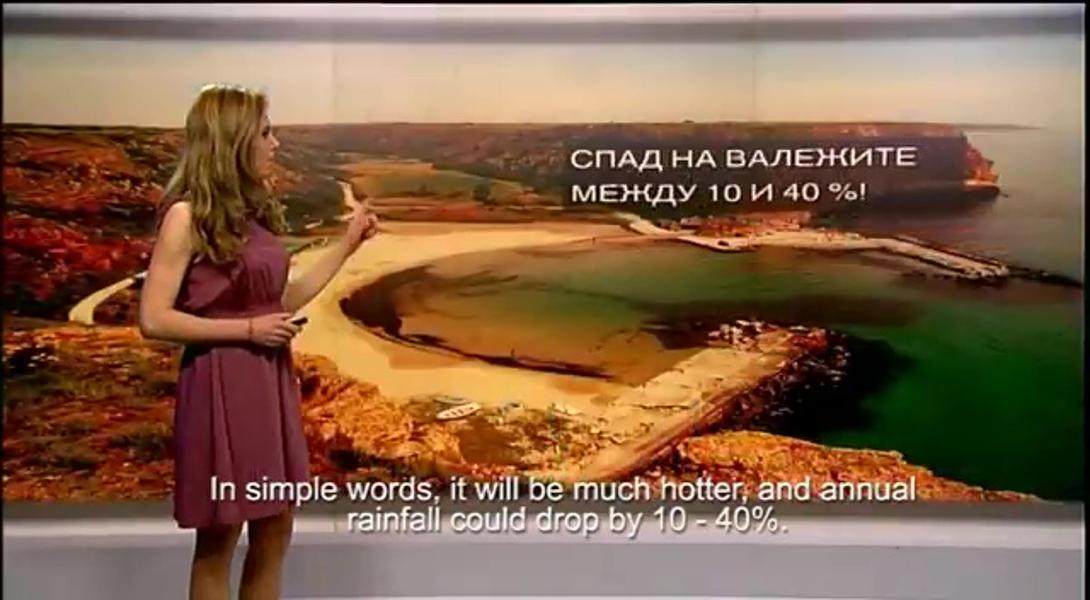 СПАД НА ВАЛЕЖИТЕ
МЕЖДУ 10 И 40 %!
In simple words, it will be much hotter, and annual
rainfall could drop by 10 - 40%.